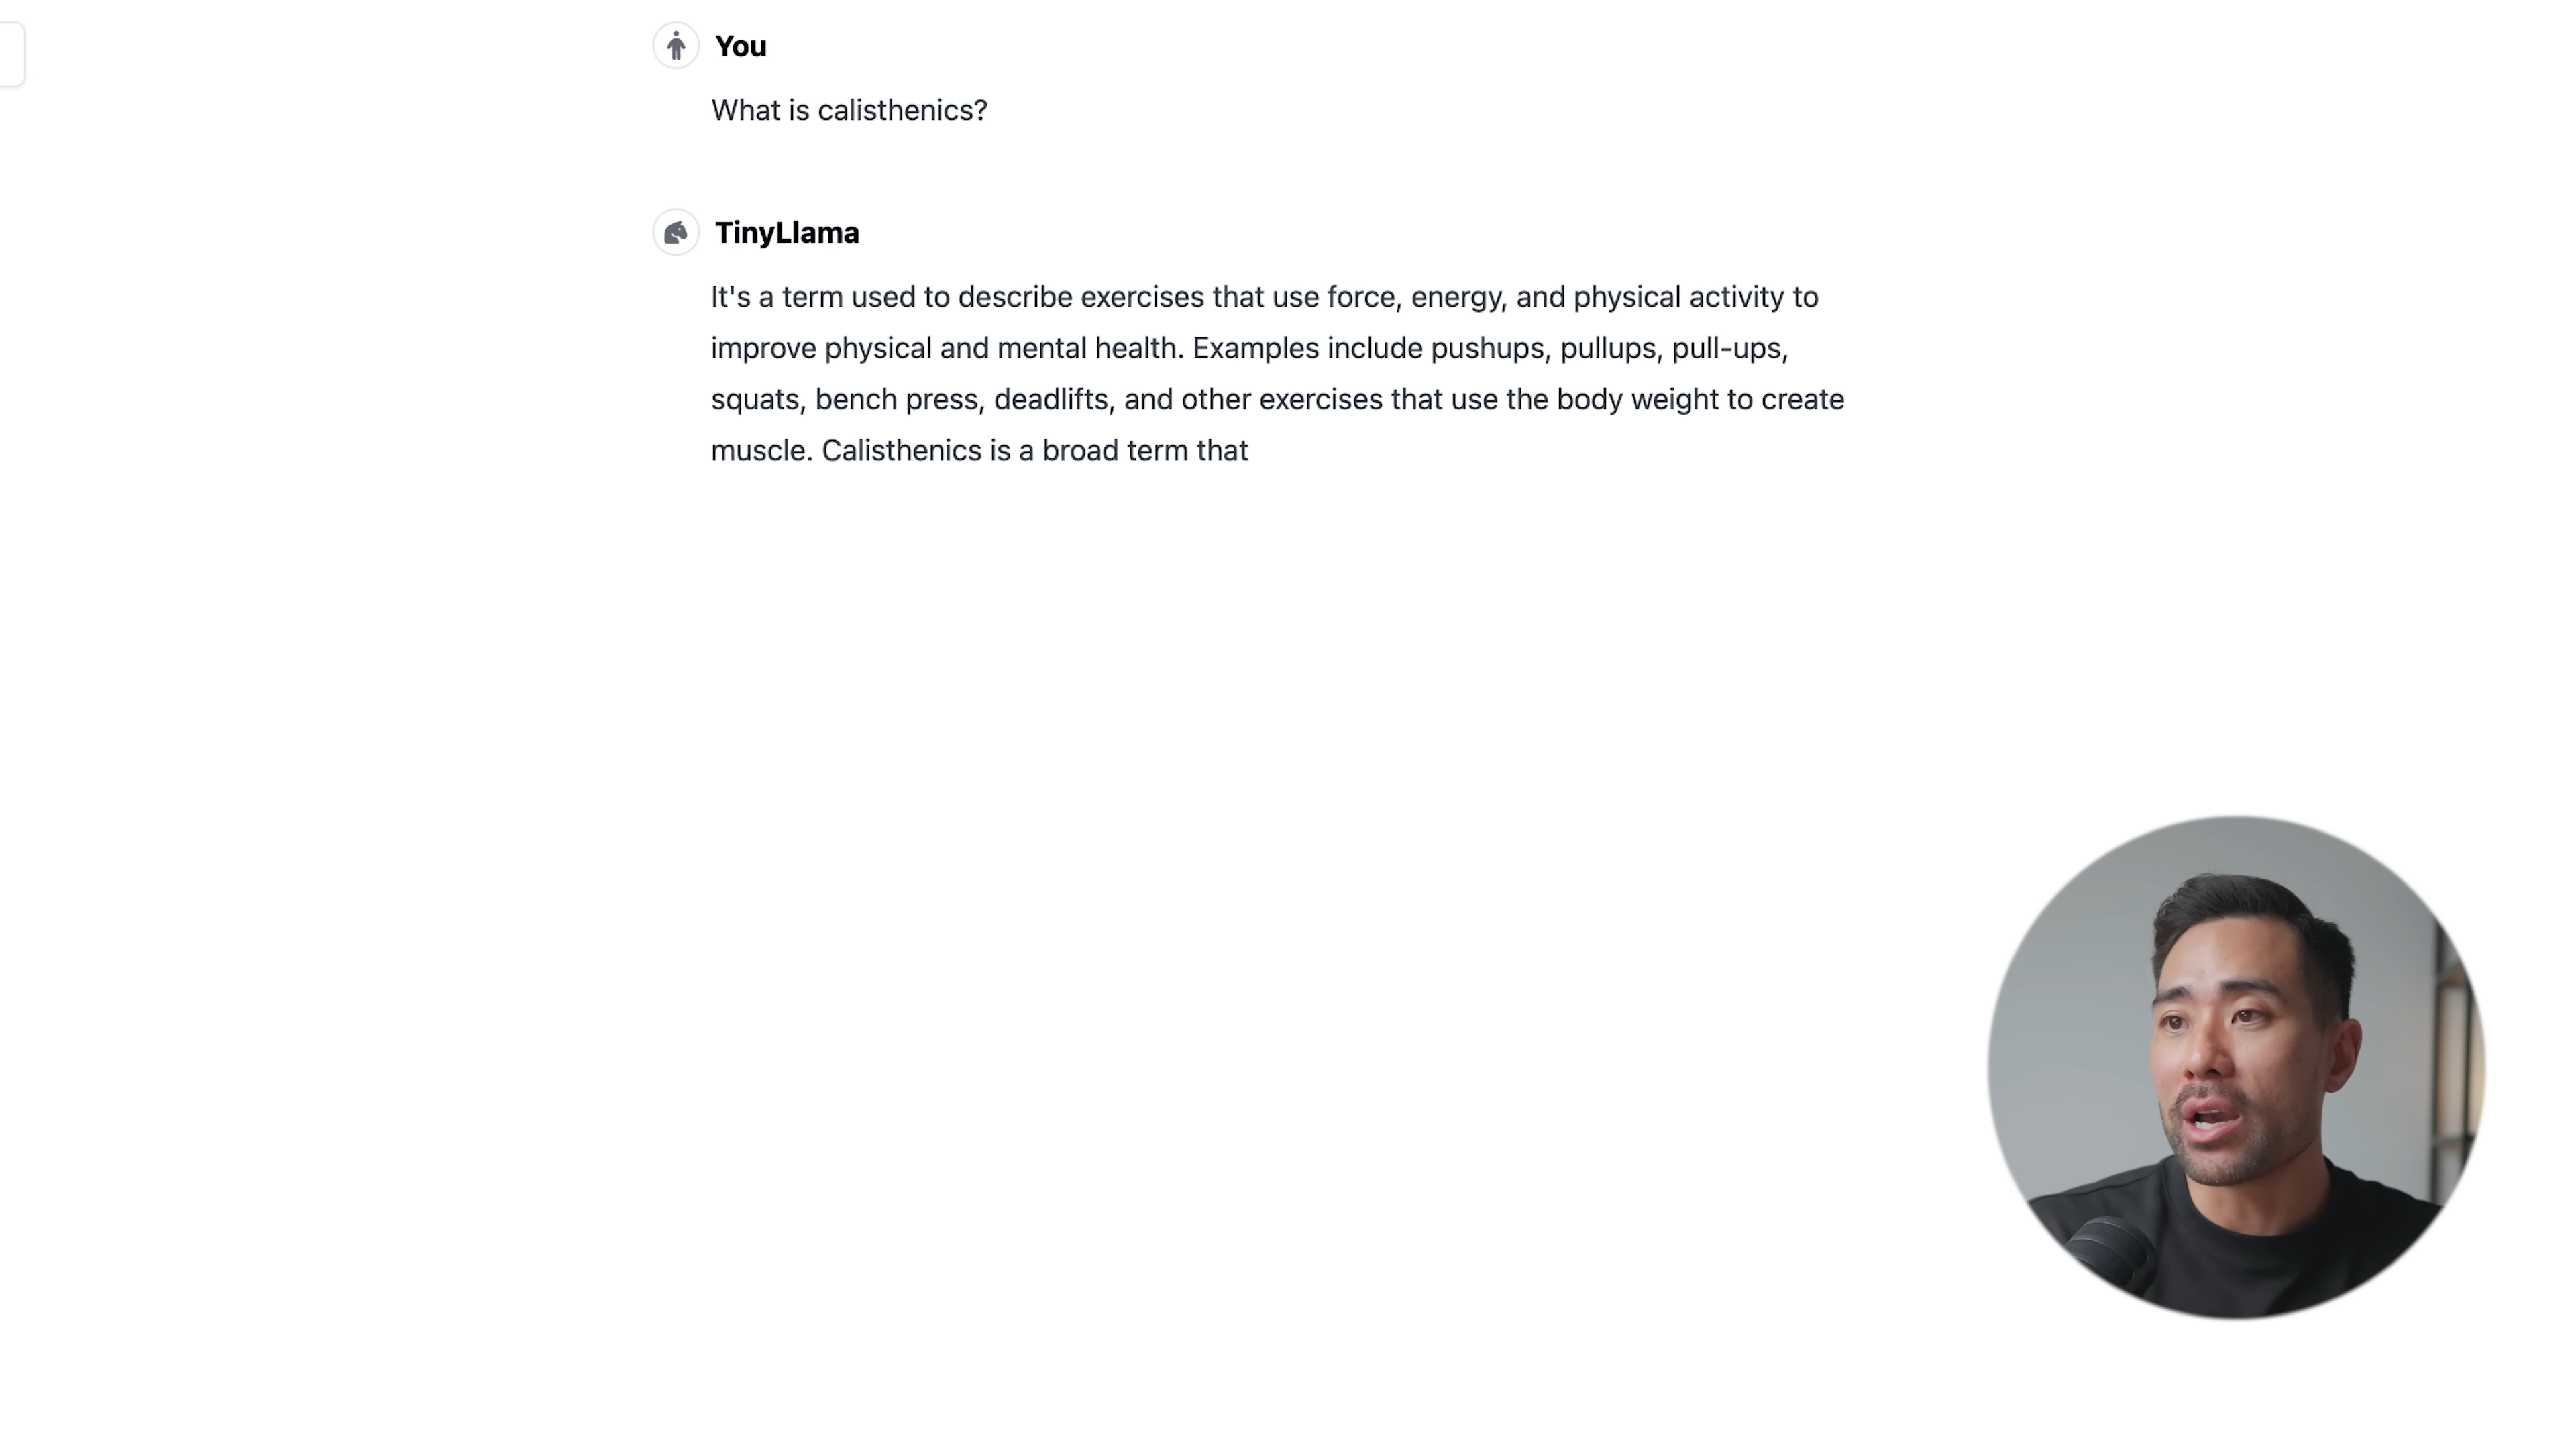 You
What is calisthenics?
TinyLlama
It's a term used to describe exercises that use force, energy, and physical activity to
improve physical and mental health. Examples include pushups, pullups, pull-ups,
squats, bench press, deadlifts, and other exercises that use the body weight to create
muscle. Calisthenics is a broad term that